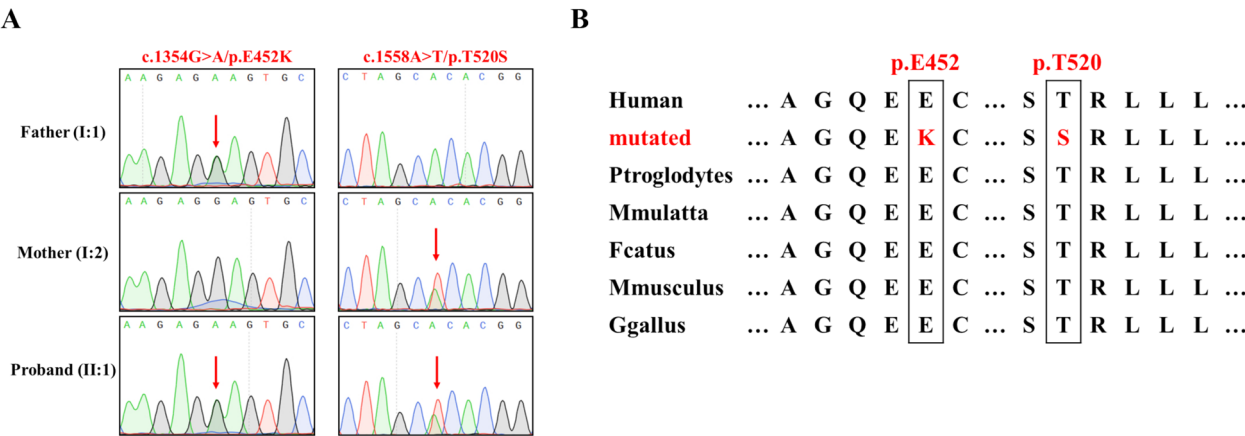 A
B
c.1354G>A/p.E452K
c.1558A>T/p.T520S
Father (I:1)
A A G A G A A G T G C
C T A G C A C A C G G
Mother (I:2)
A A G A G G A G T G C
C T A G C A C A C G G
Proband (II:1)
A A G A G A A G T G C
C T A G C A C A C G G
p.E452 p.T520
Human ... A G Q E E C ... S T R L L L ...
mutated ... A G Q E K C ... S S R L L L ...
Ptroglodytes ... A G Q E E C ... S T R L L L ...
Mmulatta ... A G Q E E C ... S T R L L L ...
Fcatus ... A G Q E E C ... S T R L L L ...
Mmusculus ... A G Q E E C ... S T R L L L ...
Ggallus ... A G Q E E C ... S T R L L L ...